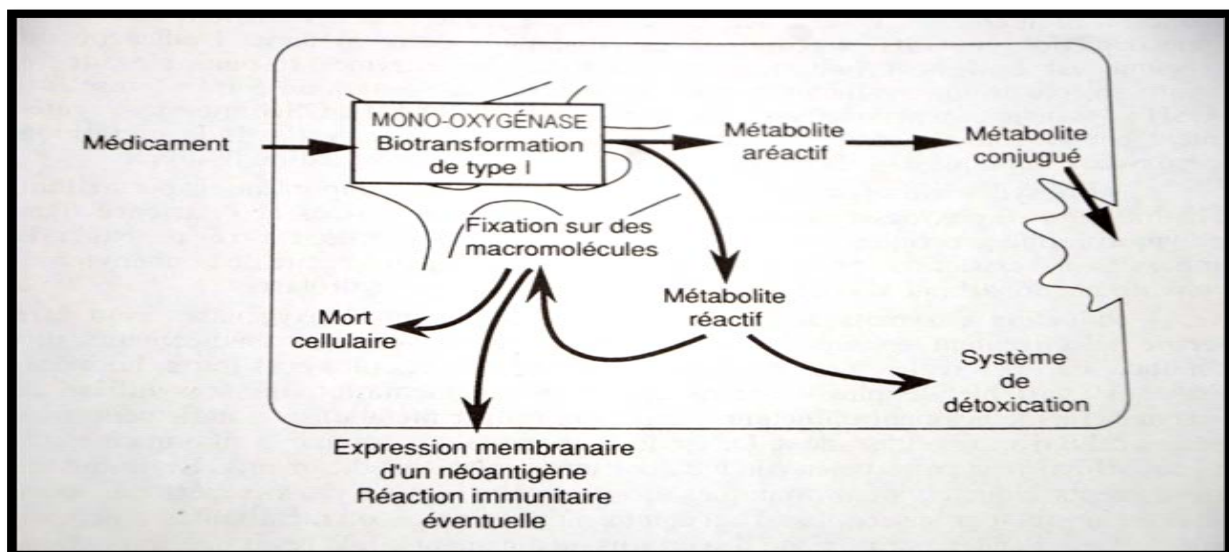 Médicament
MONO-OXYGÉNASE
Biotransformation
de type I
Métabolite
aréactif
Métabolite
conjugué
Fixation sur des
macromolécules
Métabolite
réactif
Mort
cellulaire
Système
de
détoxication
Expression membranaire
d'un néoantigène
Réaction immunitaire
éventuelle